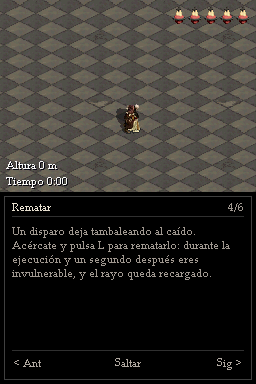 Altura 0 m
Tiempo 0:00
Rematar 4/6
Un disparo deja tambaleando al caído.
Acércate y pulsa L para rematarlo: durante la
ejecución y un segundo después eres
invulnerable, y el rayo queda recargado.
< Ant Saltar Sig >